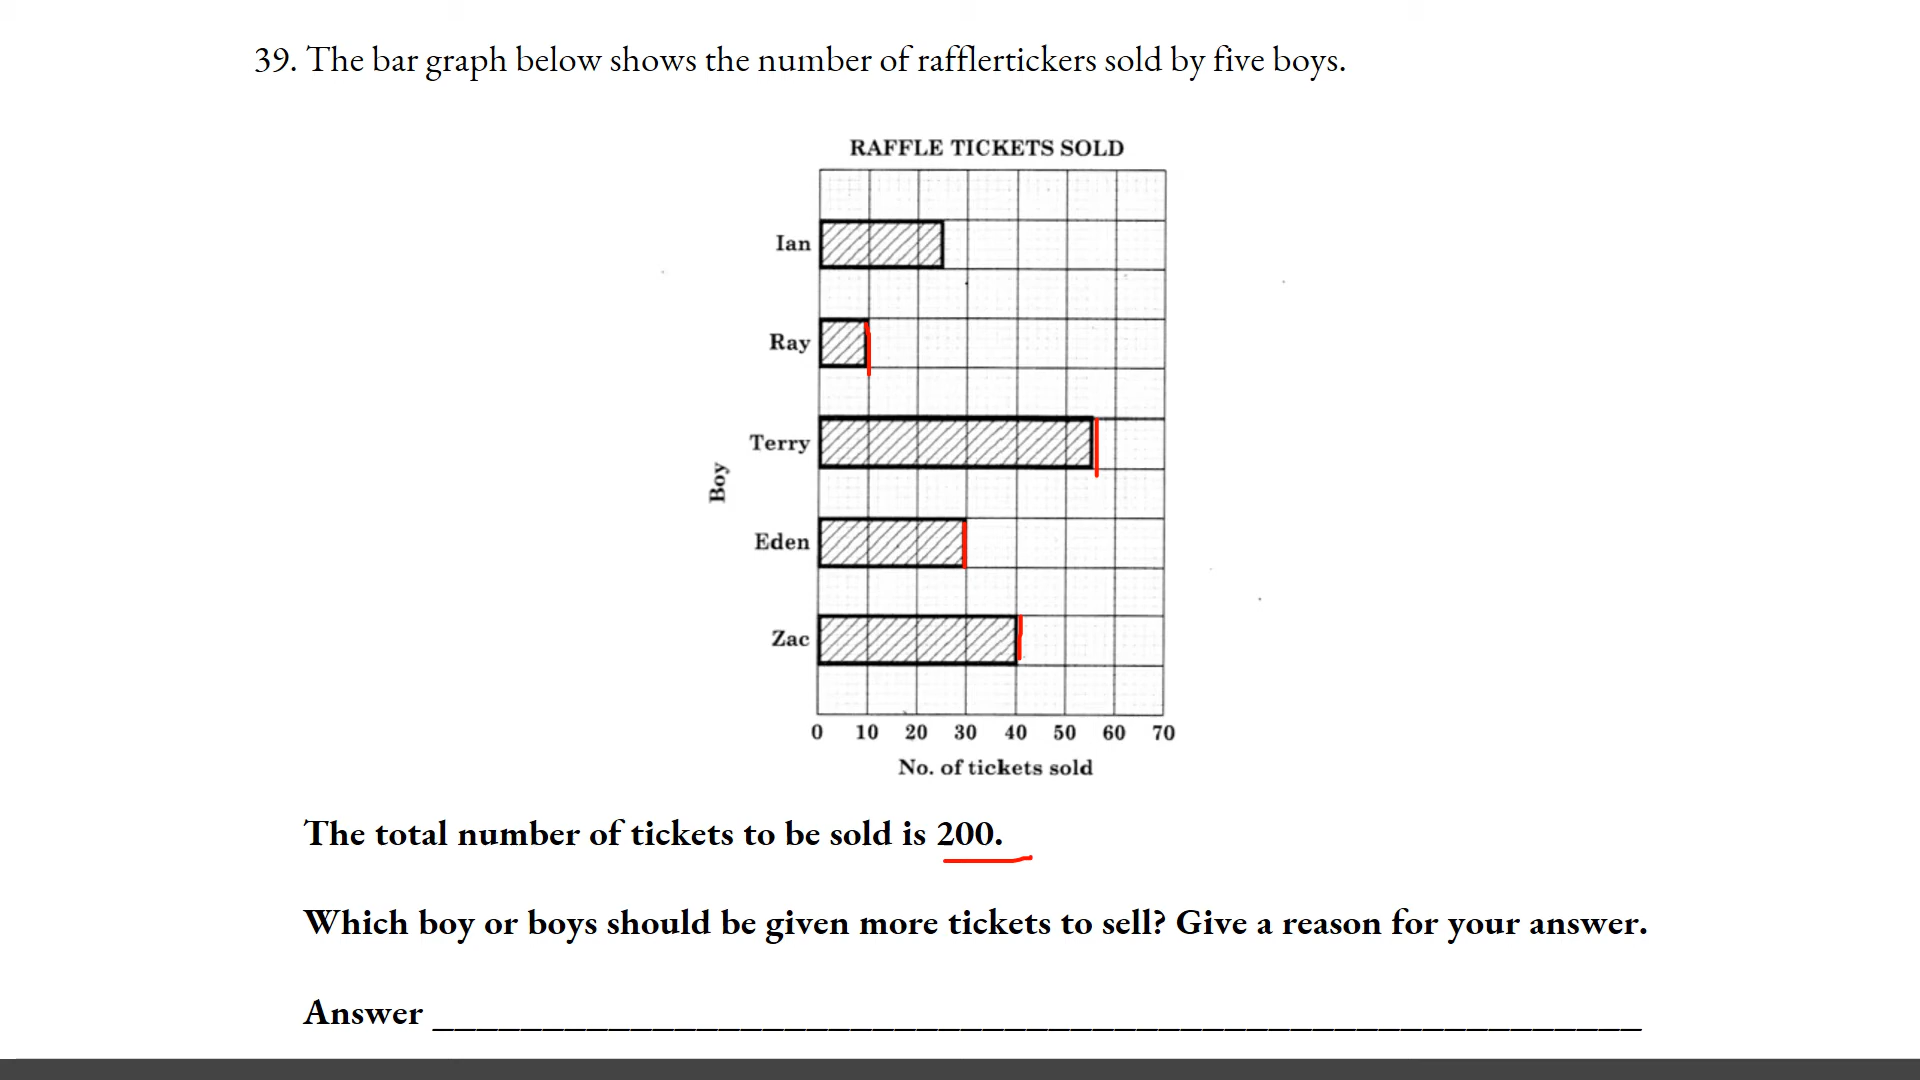 39. The bar graph below shows the number of rafflertickers sold by five boys.
RAFFLE TICKETS SOLD
Ian
Ray
Terry
Boy
Eden
Zac
0 10 20 30 40 50 60 70
No. of tickets sold
The total number of tickets to be sold is 200.
Which boy or boys should be given more tickets to sell? Give a reason for your answer.
Answer